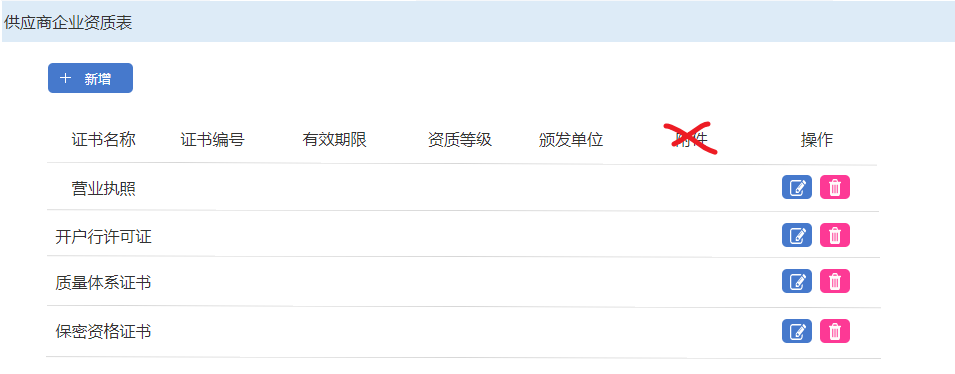 供应商企业资质表
+ 新增
证书名称 证书编号 有效期限 资质等级 颁发单位 附件 操作
营业执照
开户行许可证
质量体系证书
保密资格证书